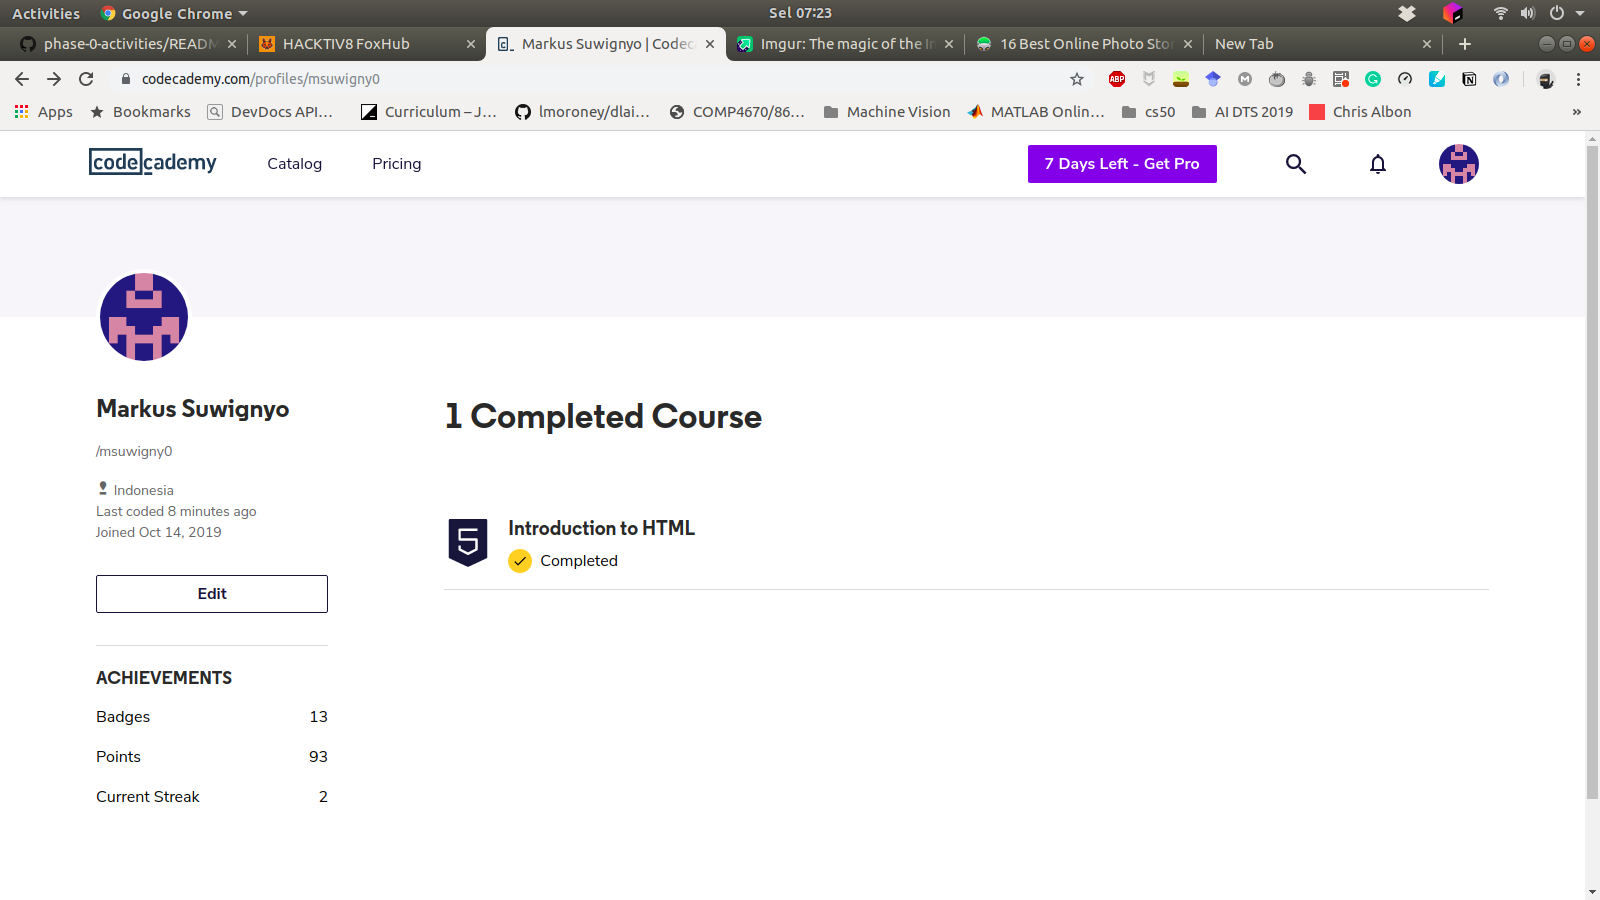 Activities Google Chrome Sel 07:23
phase-0-activities/READM HACKTIV8 FoxHub Markus Suwignyo | Codeca Imgur: The magic of the In 16 Best Online Photo Stor New Tab
codecademy.com/profiles/msuwigny0
Apps Bookmarks DevDocs API… Curriculum – J… lmoroney/dlai… COMP4670/86… Machine Vision MATLAB Onlin… cs50 AI DTS 2019 Chris Albon »
codecademy Catalog Pricing 7 Days Left - Get Pro
Markus Suwignyo
/msuwigny0
Indonesia
Last coded 8 minutes ago
Joined Oct 14, 2019
Edit
ACHIEVEMENTS
Badges 13
Points 93
Current Streak 2
1 Completed Course
5
Introduction to HTML
Completed